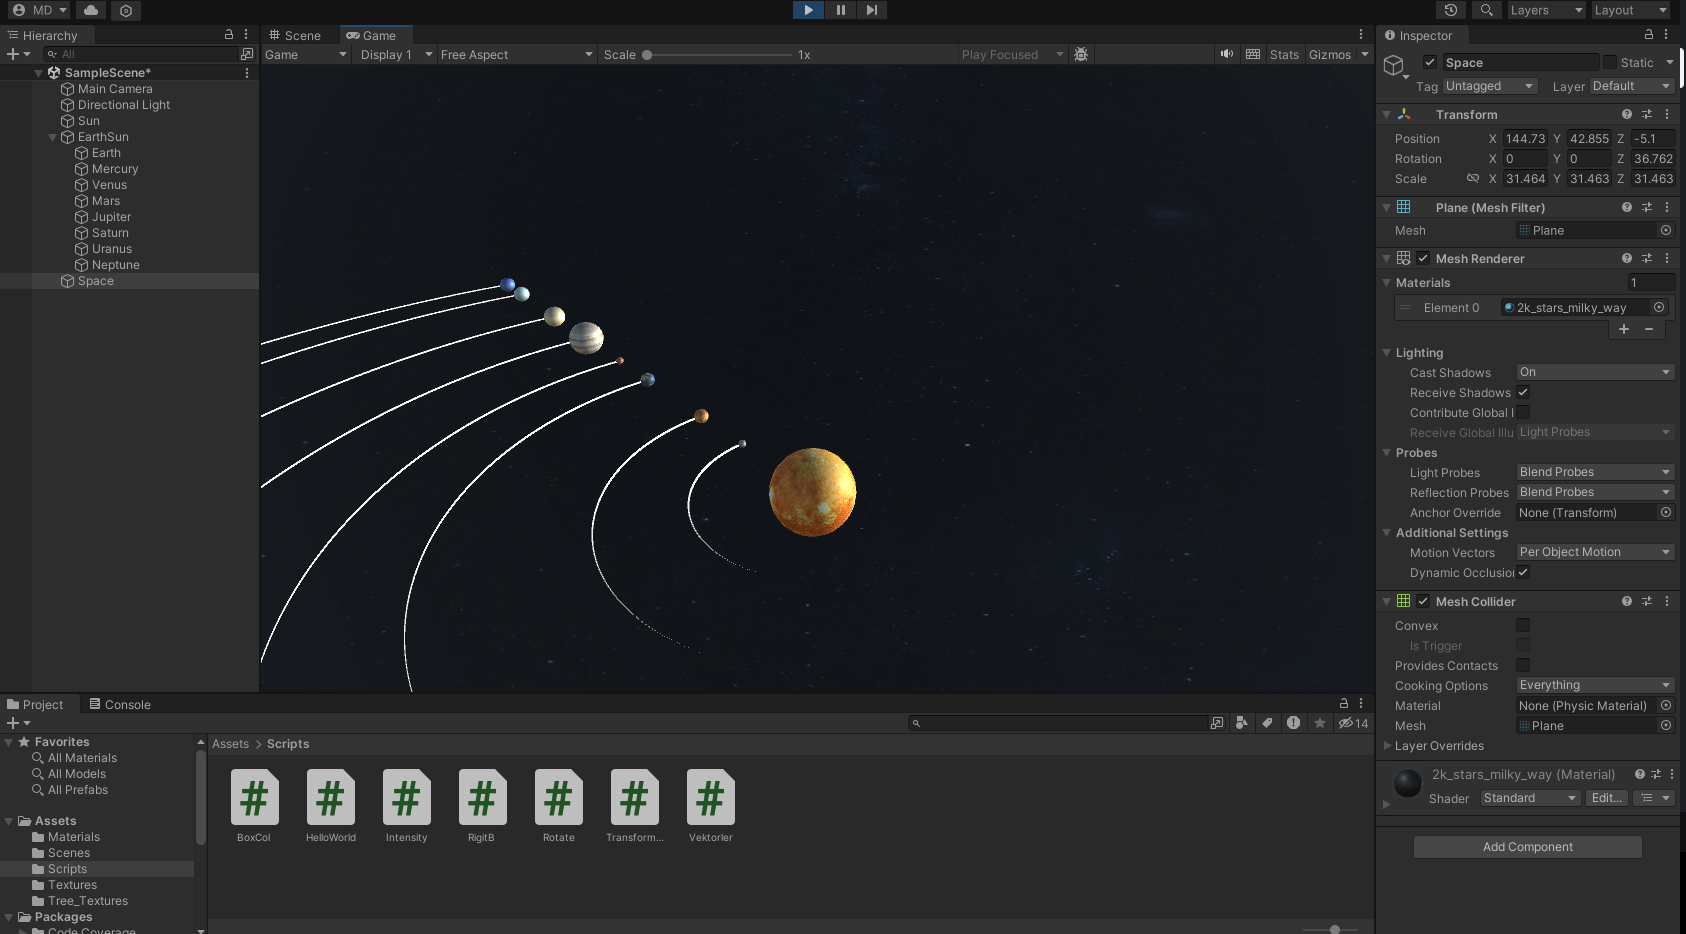 MD
Layers
Layout
Hierarchy
All
SampleScene*
Main Camera
Directional Light
Sun
EarthSun
Earth
Mercury
Venus
Mars
Jupiter
Saturn
Uranus
Neptune
Space
Scene
Game
Game
Display 1
Free Aspect
Scale
1x
Play Focused
Stats
Gizmos
Inspector
Space
Static
Tag Untagged
Layer Default
Transform
Position X 144.73 Y 42.855 Z -5.1
Rotation X 0 Y 0 Z 36.762
Scale X 31.464 Y 31.463 Z 31.463
Plane (Mesh Filter)
Mesh Plane
Mesh Renderer
Materials 1
Element 0 2k_stars_milky_way
Lighting
Cast Shadows On
Receive Shadows
Contribute Global I
Receive Global Illu Light Probes
Probes
Light Probes Blend Probes
Reflection Probes Blend Probes
Anchor Override None (Transform)
Additional Settings
Motion Vectors Per Object Motion
Dynamic Occlusion
Mesh Collider
Convex
Is Trigger
Provides Contacts
Cooking Options Everything
Material None (Physic Material)
Mesh Plane
Layer Overrides
2k_stars_milky_way (Material)
Shader Standard Edit...
Add Component
Project
Console
14
Favorites
All Materials
All Models
All Prefabs
Assets
Materials
Scenes
Scripts
Textures
Tree_Textures
Packages
Code Coverage
Assets > Scripts
# # # # # # #
BoxCol HelloWorld Intensity RigitB Rotate Transform... Vektorler